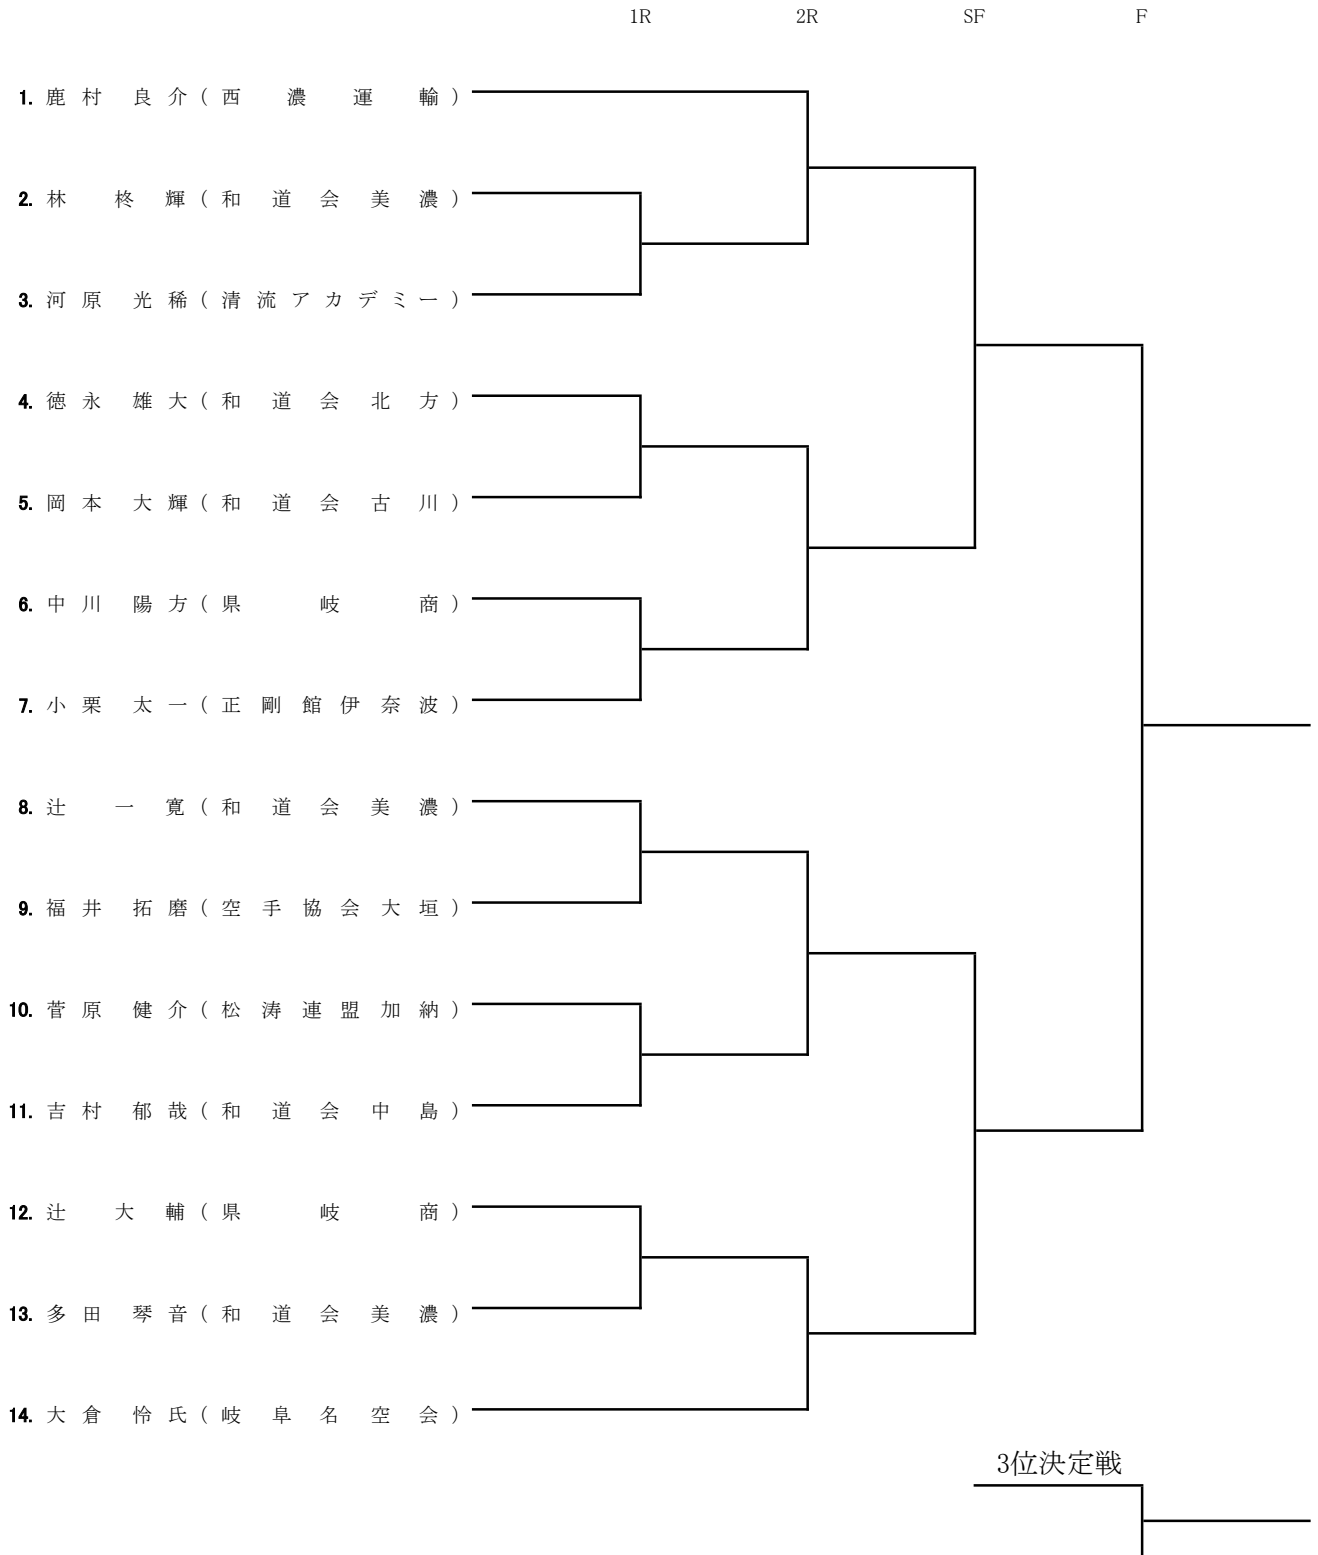 1R 2R SF F
1. 鹿村 良介(西濃運輸)
2. 林 柊輝(和道会美濃)
3. 河原 光稀(清流アカデミー)
4. 徳永 雄大(和道会北方)
5. 岡本 大輝(和道会古川)
6. 中川 陽方(県岐商)
7. 小栗 太一(正剛館伊奈波)
8. 辻 一寛(和道会美濃)
9. 福井 拓磨(空手協会大垣)
10. 菅原 健介(松涛連盟加納)
11. 吉村 郁哉(和道会中島)
12. 辻 大輔(県岐商)
13. 多田 琴音(和道会美濃)
14. 大倉 怜氏(岐阜名空会)
3位決定戦